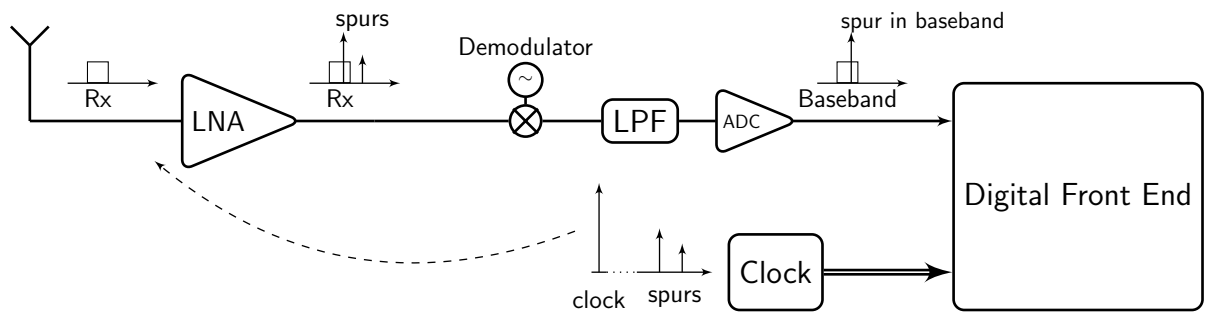 spurs
spur in baseband
Demodulator
~
Rx
Rx
Baseband
LNA
LPF
ADC
Digital Front End
Clock
clock
spurs